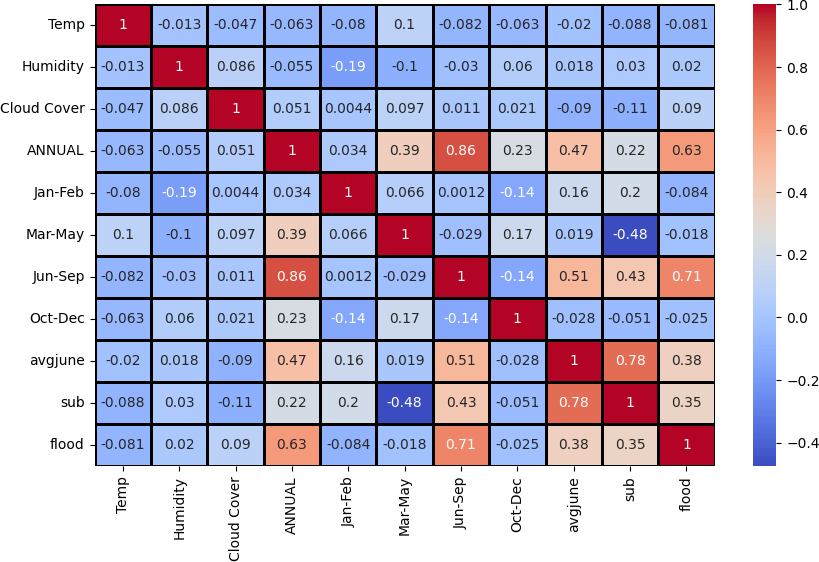 Temp 1 -0.013 -0.047 -0.063 -0.08 0.1 -0.082 -0.063 -0.02 -0.088 -0.081
Humidity -0.013 1 0.086 -0.055 -0.19 -0.1 -0.03 0.06 0.018 0.03 0.02
Cloud Cover -0.047 0.086 1 0.051 0.0044 0.097 0.011 0.021 -0.09 -0.11 0.09
ANNUAL -0.063 -0.055 0.051 1 0.034 0.39 0.86 0.23 0.47 0.22 0.63
Jan-Feb -0.08 -0.19 0.0044 0.034 1 0.066 0.0012 -0.14 0.16 0.2 -0.084
Mar-May 0.1 -0.1 0.097 0.39 0.066 1 -0.029 0.17 0.019 -0.48 -0.018
Jun-Sep -0.082 -0.03 0.011 0.86 0.0012 -0.029 1 -0.14 0.51 0.43 0.71
Oct-Dec -0.063 0.06 0.021 0.23 -0.14 0.17 -0.14 1 -0.028 -0.051 -0.025
avgjune -0.02 0.018 -0.09 0.47 0.16 0.019 0.51 -0.028 1 0.78 0.38
sub -0.088 0.03 -0.11 0.22 0.2 -0.48 0.43 -0.051 0.78 1 0.35
flood -0.081 0.02 0.09 0.63 -0.084 -0.018 0.71 -0.025 0.38 0.35 1
Temp
Humidity
Cloud Cover
ANNUAL
Jan-Feb
Mar-May
Jun-Sep
Oct-Dec
avgjune
sub
flood
1.0
0.8
0.6
0.4
0.2
0.0
−0.2
−0.4